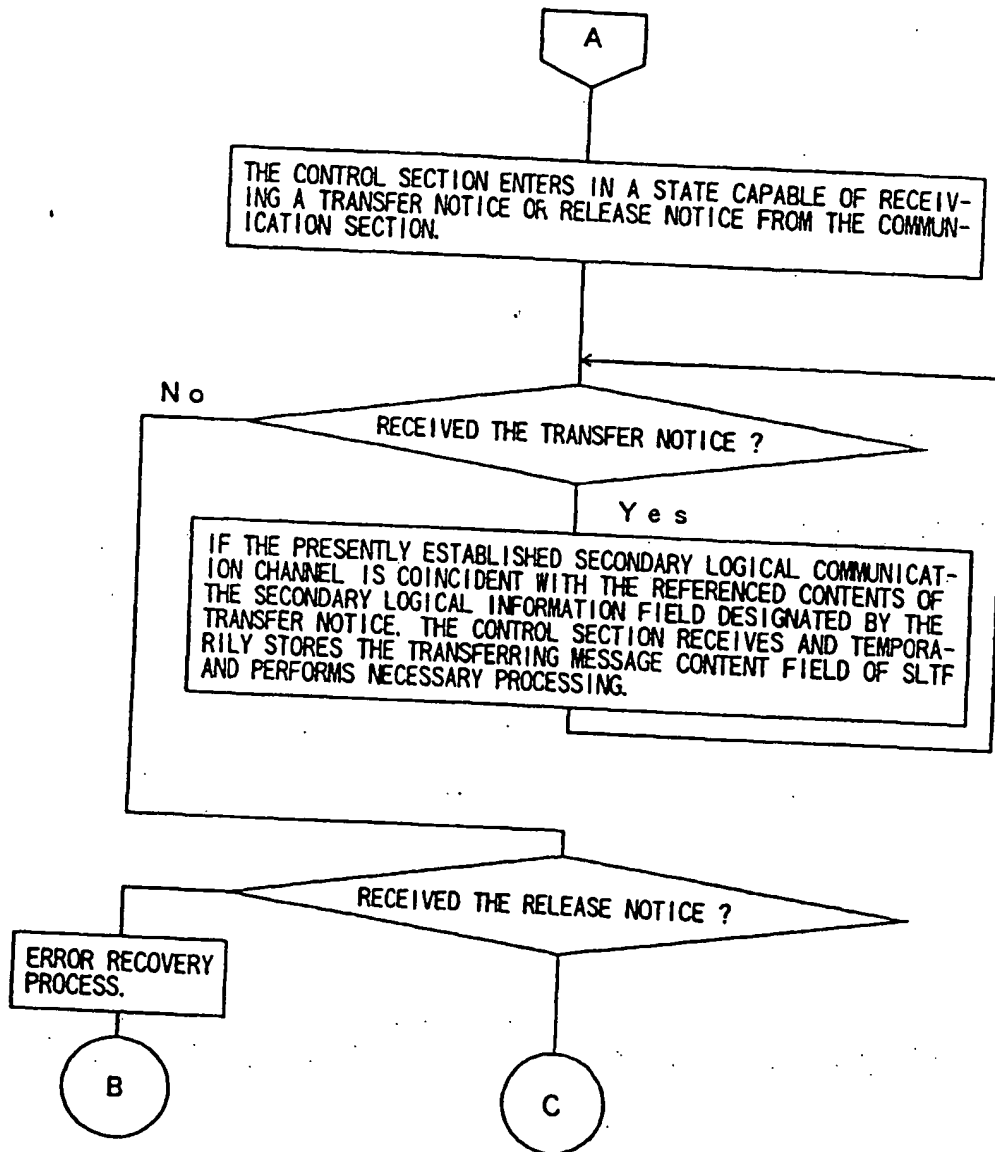 A
THE CONTROL SECTION ENTERS IN A STATE CAPABLE OF RECEIV-
ING A TRANSFER NOTICE OR RELEASE NOTICE FROM THE COMMUN-
ICATION SECTION.
No
RECEIVED THE TRANSFER NOTICE ?
Yes
IF THE PRESENTLY ESTABLISHED SECONDARY LOGICAL COMMUNICAT-
ION CHANNEL IS COINCIDENT WITH THE REFERENCED CONTENTS OF
THE SECONDARY LOGICAL INFORMATION FIELD DESIGNATED BY THE
TRANSFER NOTICE. THE CONTROL SECTION RECEIVES AND TEMPORA-
RILY STORES THE TRANSFERRING MESSAGE CONTENT FIELD OF SLTF
AND PERFORMS NECESSARY PROCESSING.
RECEIVED THE RELEASE NOTICE ?
ERROR RECOVERY
PROCESS.
B
C